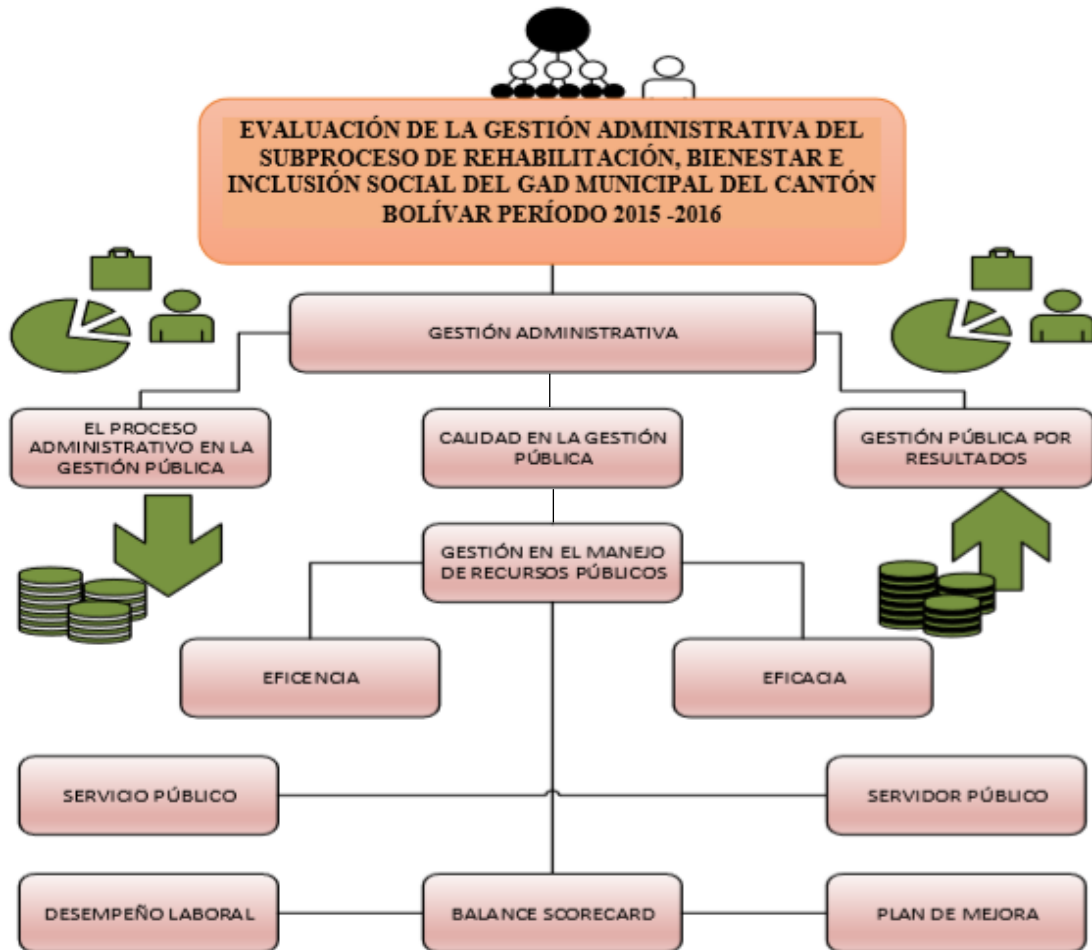 EVALUACIÓN DE LA GESTIÓN ADMINISTRATIVA DEL
SUBPROCESO DE REHABILITACIÓN, BIENESTAR E
INCLUSIÓN SOCIAL DEL GAD MUNICIPAL DEL CANTÓN
BOLÍVAR PERÍODO 2015 -2016
GESTIÓN ADMINISTRATIVA
EL PROCESO
ADMINISTRATIVO EN LA
GESTIÓN PÚBLICA
CALIDAD EN LA GESTIÓN
PÚBLICA
GESTIÓN PÚBLICA POR
RESULTADOS
GESTIÓN EN EL MANEJO
DE RECURSOS PÚBLICOS
EFICENCIA
EFICACIA
SERVICIO PÚBLICO
SERVIDOR PÚBLICO
DESEMPEÑO LABORAL
BALANCE SCORECARD
PLAN DE MEJORA